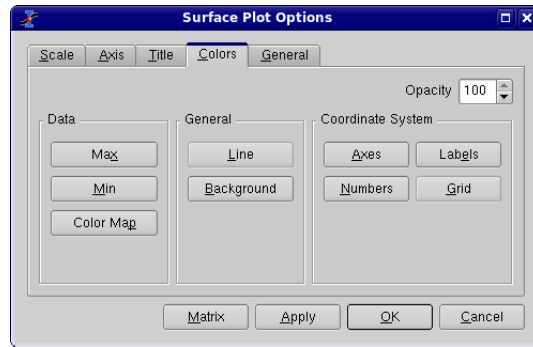 Surface Plot Options
Scale Axis Title Colors General
Opacity 100
Data General Coordinate System
Max Line Axes Labels
Min Background Numbers Grid
Color Map
Matrix Apply OK Cancel